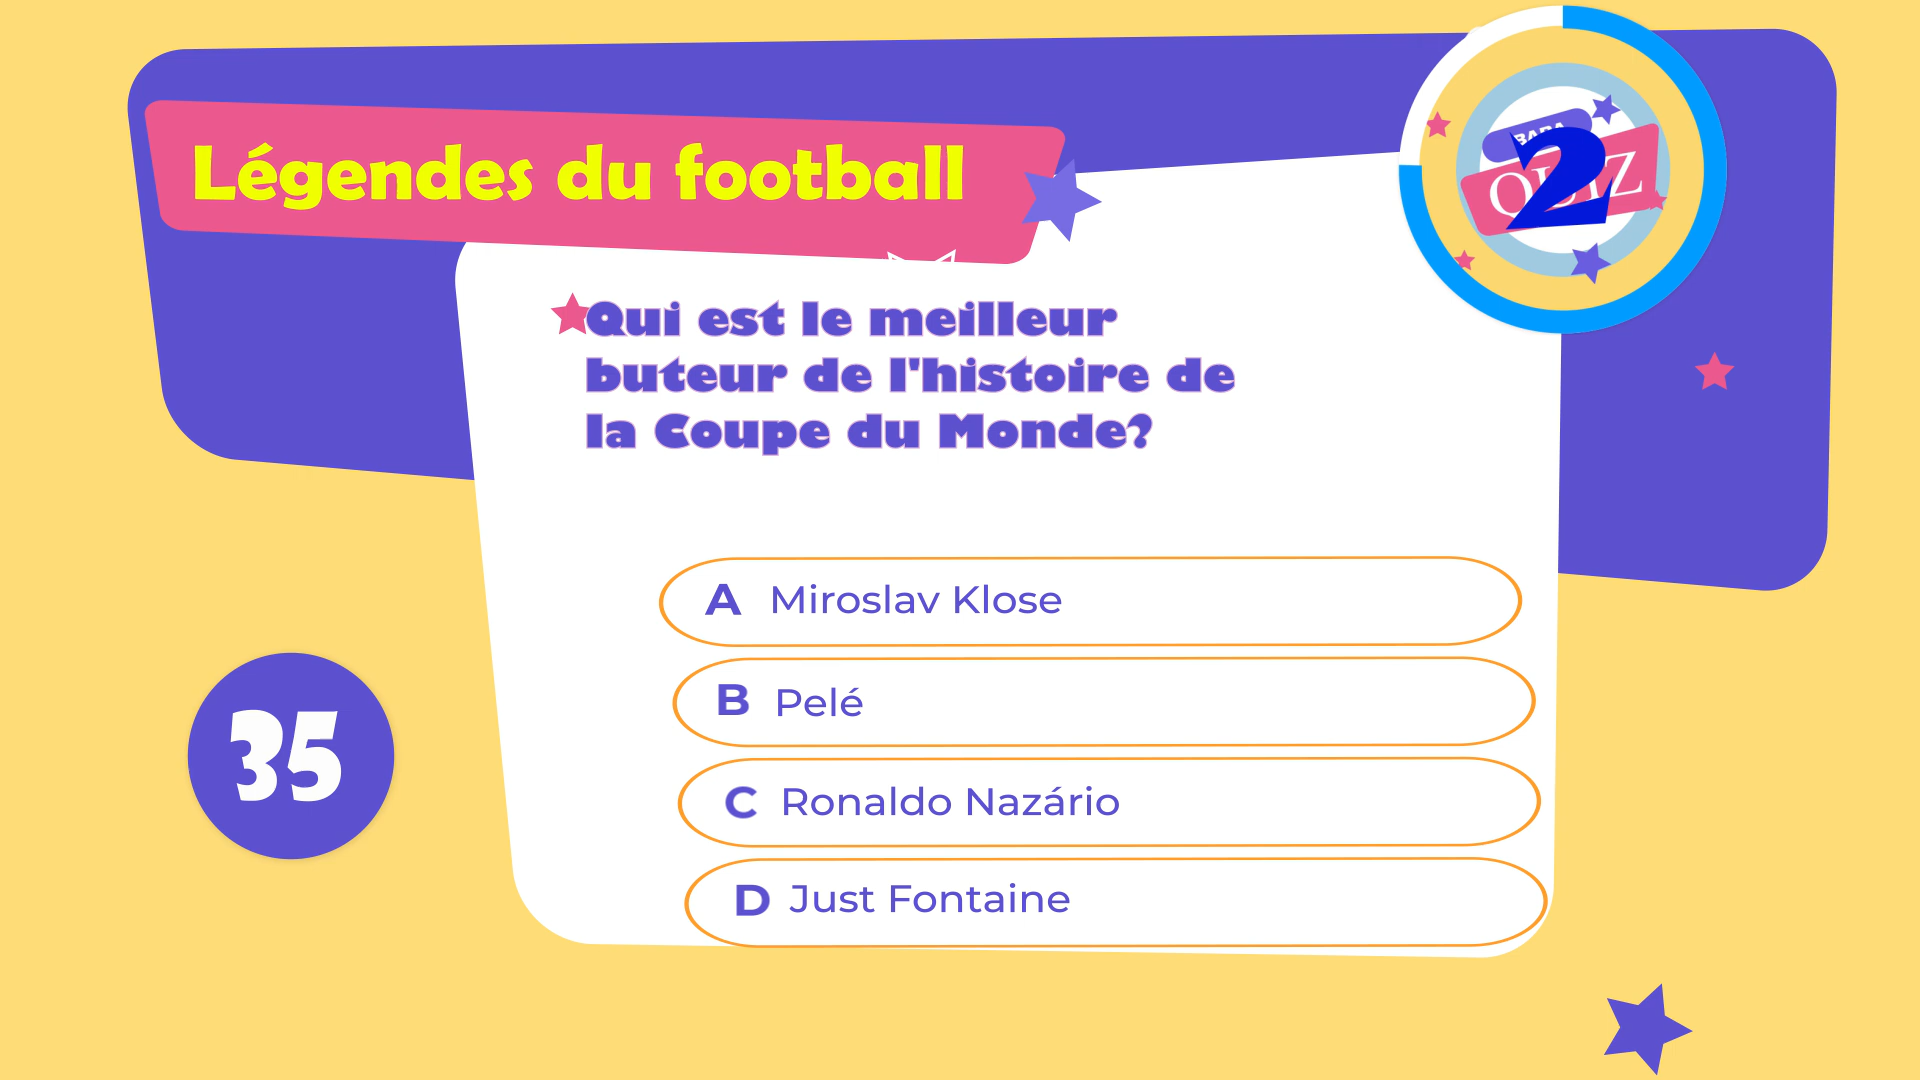 Légendes du football
2
QUIZ
Qui est le meilleur
buteur de l'histoire de
la Coupe du Monde?
A Miroslav Klose
B Pelé
C Ronaldo Nazário
D Just Fontaine
35